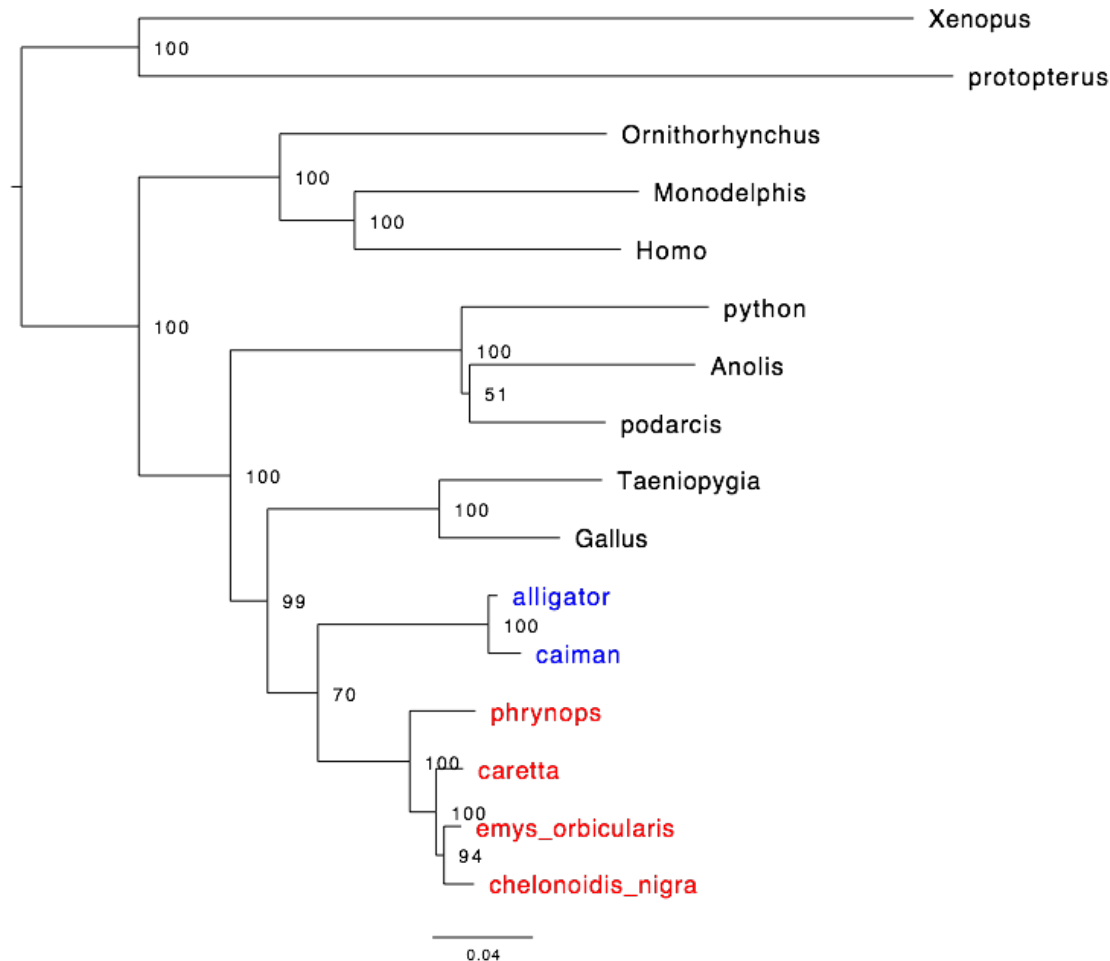 Xenopus
100
protopterus
Ornithorhynchus
100
Monodelphis
100
Homo
python
100
Anolis
51
podarcis
100
100
Taeniopygia
100
Gallus
99
alligator
100
caiman
70
phrynops
100
caretta
100
emys_orbicularis
94
chelonoidis_nigra
0.04